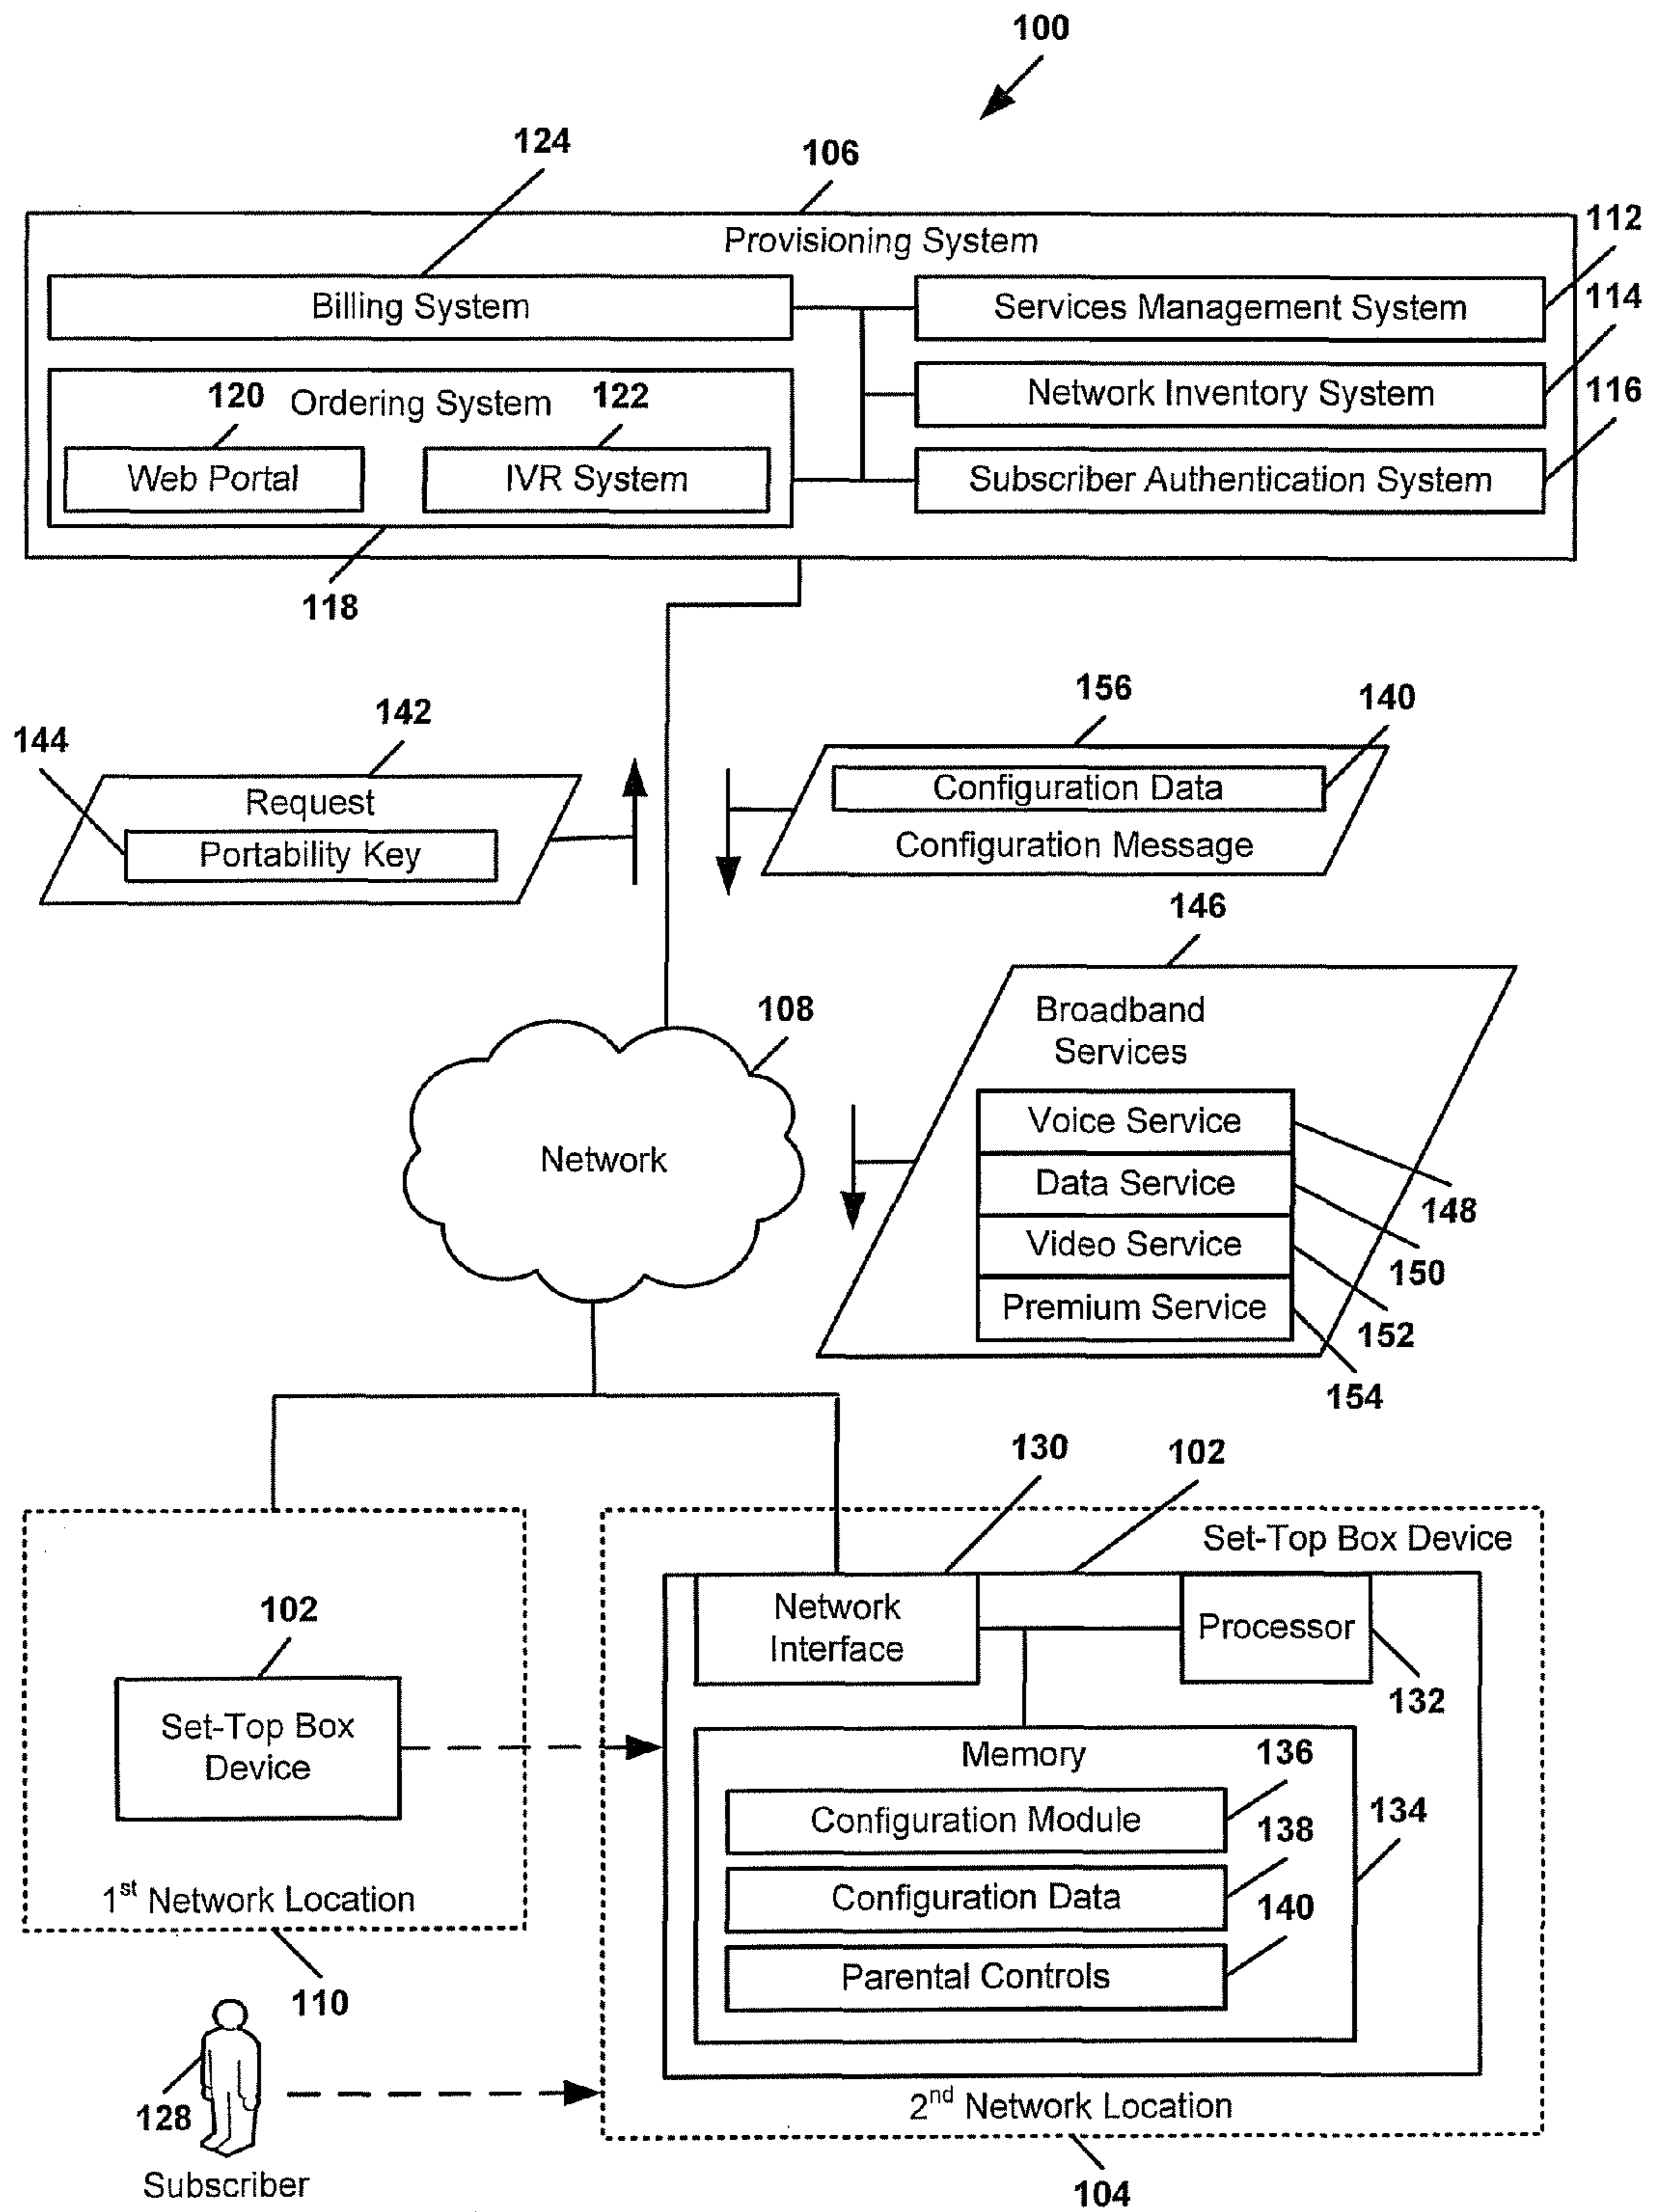 100
124
106
Provisioning System
112
Billing System
Services Management System
114
120
Ordering System
122
Network Inventory System
116
Web Portal
IVR System
Subscriber Authentication System
118
156
140
142
144
Request
Portability Key
Configuration Data
Configuration Message
146
108
Broadband
Services
Network
Voice Service
Data Service
148
Video Service
150
Premium Service
152
154
130
102
Set-Top Box Device
102
Network
Interface
Processor
132
Set-Top Box
Device
Memory
136
Configuration Module
134
138
Configuration Data
140
Parental Controls
1st Network Location
110
128
Subscriber
2nd Network Location
104